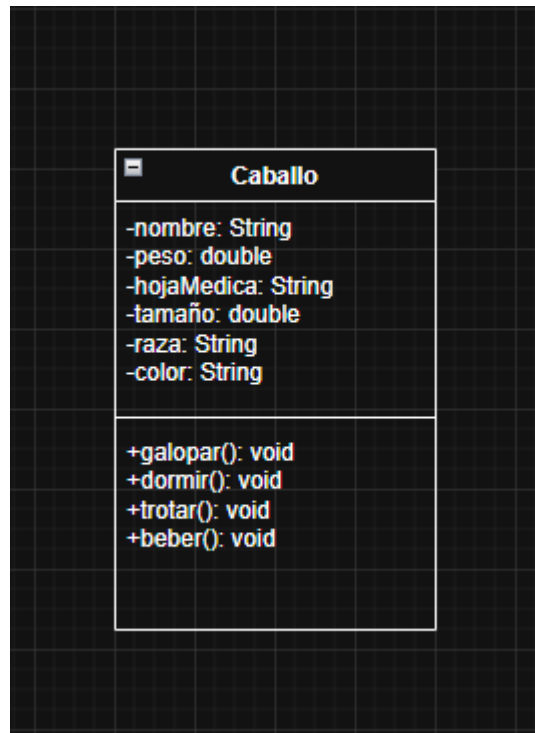 Caballo
-nombre: String
-peso: double
-hojaMedica: String
-tamaño: double
-raza: String
-color: String
+galopar(): void
+dormir(): void
+trotar(): void
+beber(): void